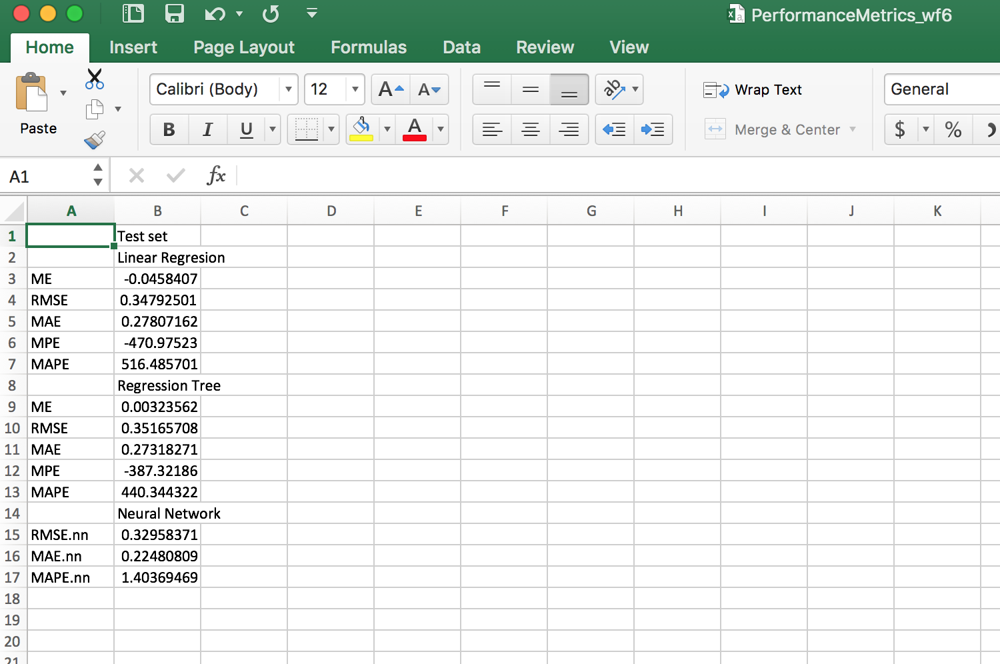 PerformanceMetrics_wf6
Home Insert Page Layout Formulas Data Review View
Paste Calibri (Body) 12 A A ab Wrap Text General
B I U A Merge & Center $ % )
A1 fx
A B C D E F G H I J K
1 Test set
2 Linear Regresion
3 ME -0.0458407
4 RMSE 0.34792501
5 MAE 0.27807162
6 MPE -470.97523
7 MAPE 516.485701
8 Regression Tree
9 ME 0.00323562
10 RMSE 0.35165708
11 MAE 0.27318271
12 MPE -387.32186
13 MAPE 440.344322
14 Neural Network
15 RMSE.nn 0.32958371
16 MAE.nn 0.22480809
17 MAPE.nn 1.40369469
18
19
20
21